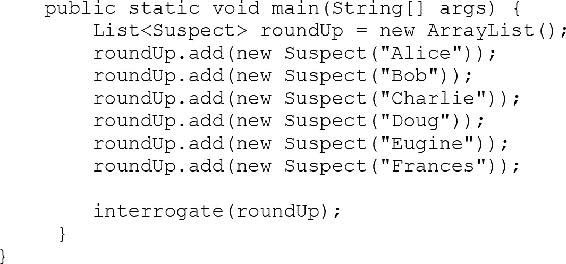 public static void main(String[] args) {
List<Suspect> roundUp = new ArrayList();
roundUp.add(new Suspect("Alice"));
roundUp.add(new Suspect("Bob"));
roundUp.add(new Suspect("Charlie"));
roundUp.add(new Suspect("Doug"));
roundUp.add(new Suspect("Eugine"));
roundUp.add(new Suspect("Frances"));
interrogate(roundUp);
}
}